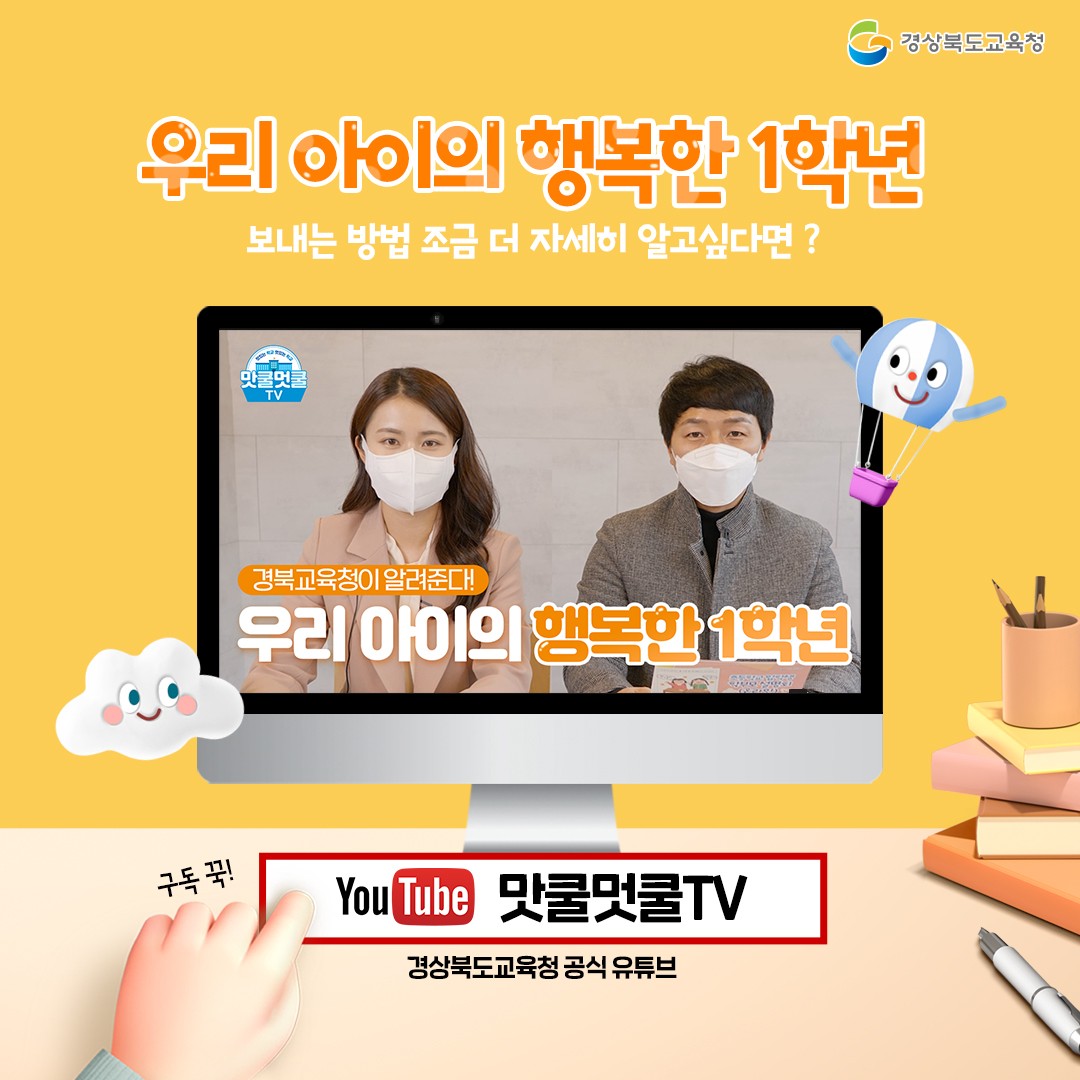 경상북도교육청
우리 아이의 행복한 1학년
보내는 방법 조금 더 자세히 알고싶다면 ?
맛쿨멋쿨
TV
경북교육청이 알려준다!
우리 아이의 행복한 1학년
구독 꾹!
YouTube 맛쿨멋쿨TV
경상북도교육청 공식 유튜브